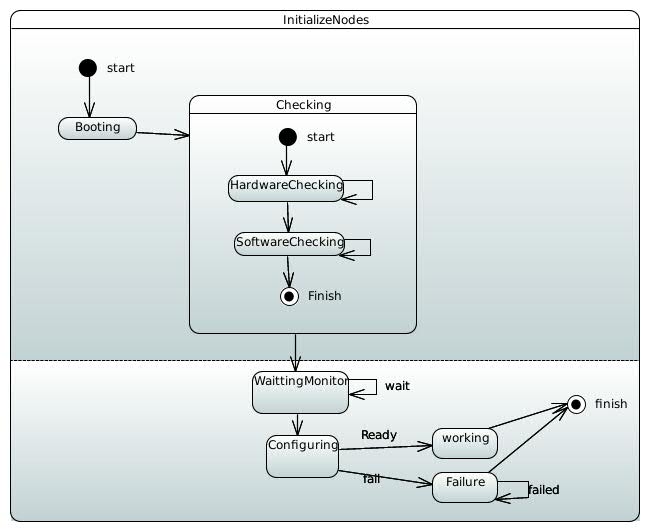 InitializeNodes
start
Booting
Checking
start
HardwareChecking
SoftwareChecking
Finish
WaittingMonitor
wait
Configuring
Ready
working
finish
fail
Failure
failed